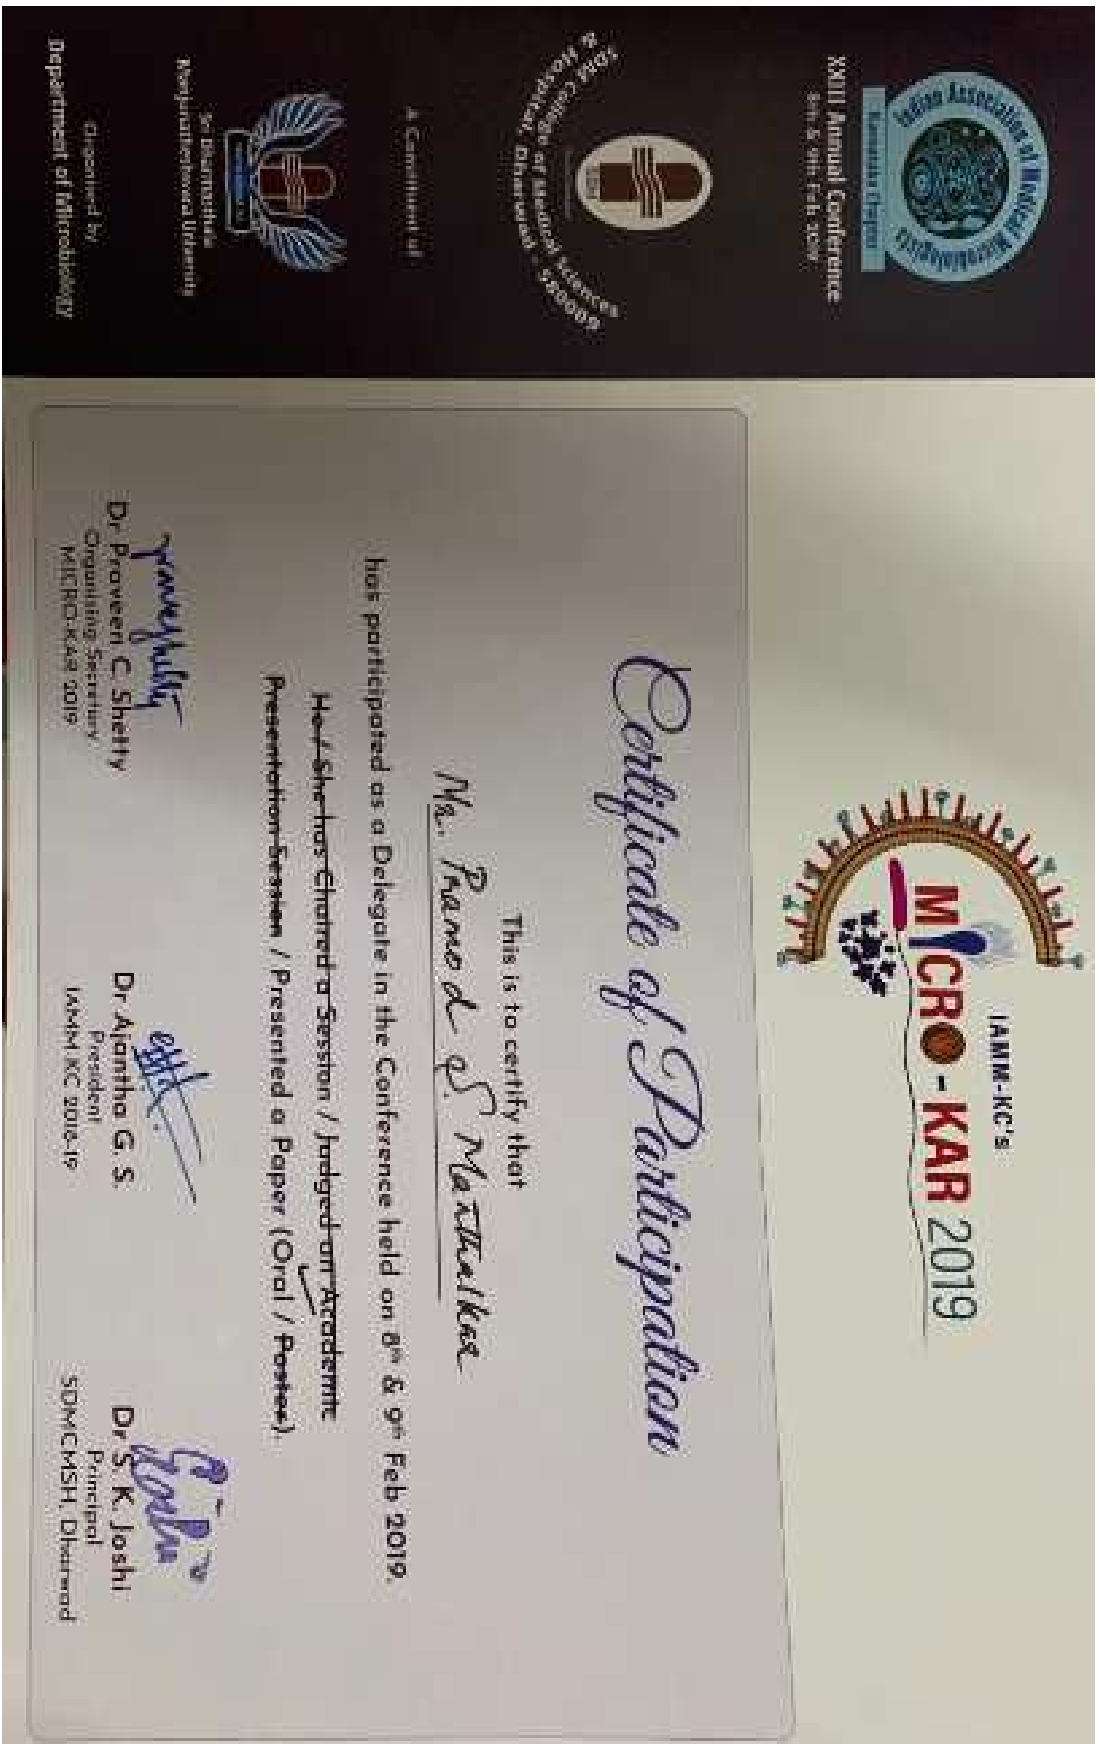 Indian Association of Medical Microbiologists
Karnataka Chapter
XXIII Annual Conference
8th & 9th Feb 2019
SDM College of Medical Sciences
& Hospital, Dharwad - 580009
A Constituent of
Sri Dharmasthala
Manjunatheshwara University
Organised by
Department of Microbiology
IAMM-KC's
MICRO-KAR 2019
Certificate of Participation
This is to certify that
Mr. Pramod S. Manthalkar
has participated as a Delegate in the Conference held on 8th & 9th Feb 2019.
He / She has Chaired a Session / Judged an Academic
Presentation Session / Presented a Paper (Oral / Poster).
Dr Praveen C. Shetty
Organising Secretary
MICRO-KAR 2019
Dr Ajantha G. S.
President
IAMM KC 2018-19
Dr S. K. Joshi
Principal
SDMCMSH, Dharwad